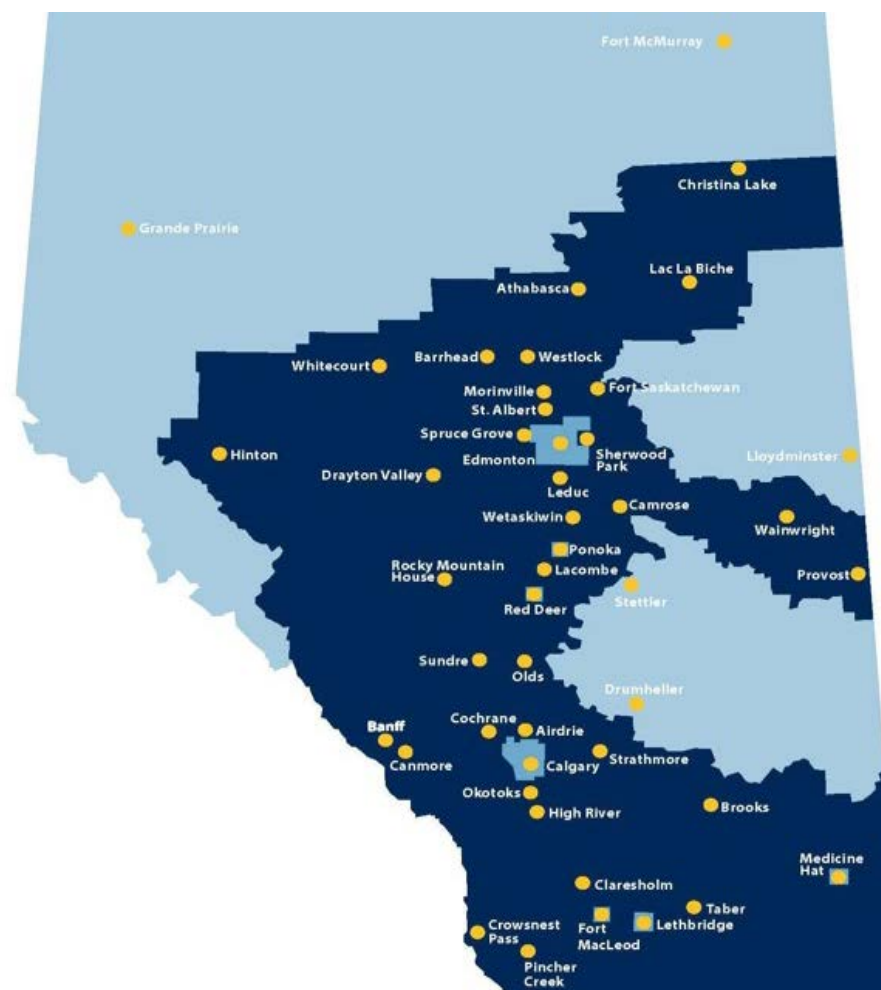 Fort McMurray
Christina Lake
Grande Prairie
Lac La Biche
Athabasca
Barrhead
Westlock
Whitecourt
Morinville
Fort Saskatchewan
St. Albert
Spruce Grove
Hinton
Edmonton
Sherwood
Park
Lloydminster
Drayton Valley
Leduc
Camrose
Wetaskiwin
Wainwright
Ponoka
Rocky Mountain
House
Lacombe
Provost
Stettler
Red Deer
Sundre
Olds
Drumheller
Cochrane
Banff
Airdrie
Canmore
Calgary
Strathmore
Okotoks
High River
Brooks
Medicine
Hat
Claresholm
Taber
Crowsnest
Pass
Fort
MacLeod
Lethbridge
Pincher
Creek